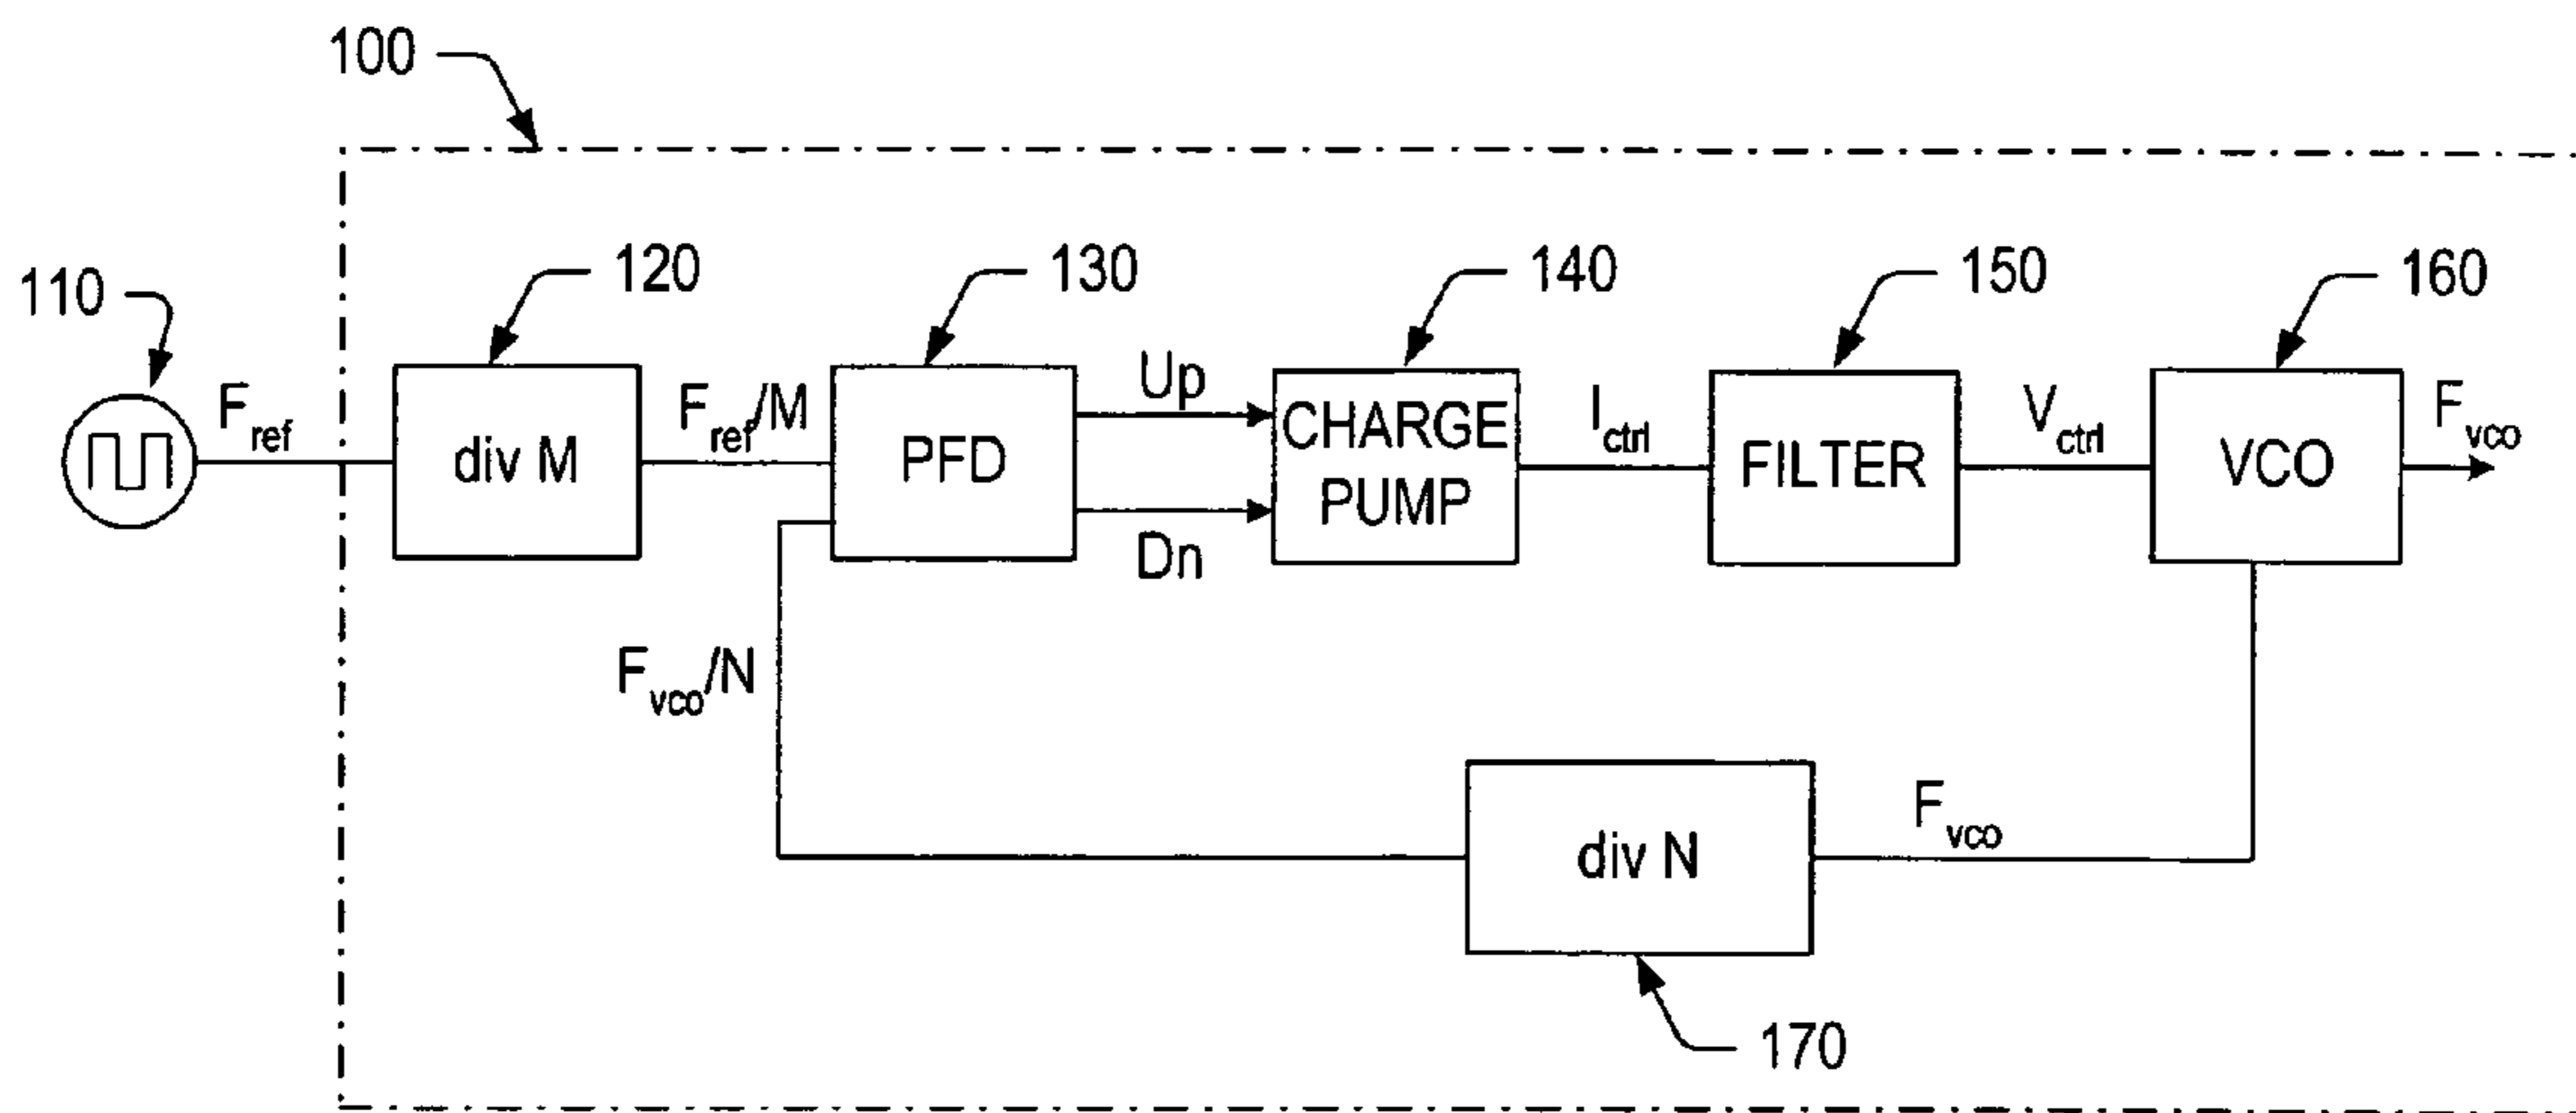 100
110
120
130
140
150
160
F_ref
div M
F_ref/M
PFD
Up
Dn
CHARGE
PUMP
I_ctrl
FILTER
V_ctrl
VCO
F_vco
F_vco/N
div N
F_vco
170